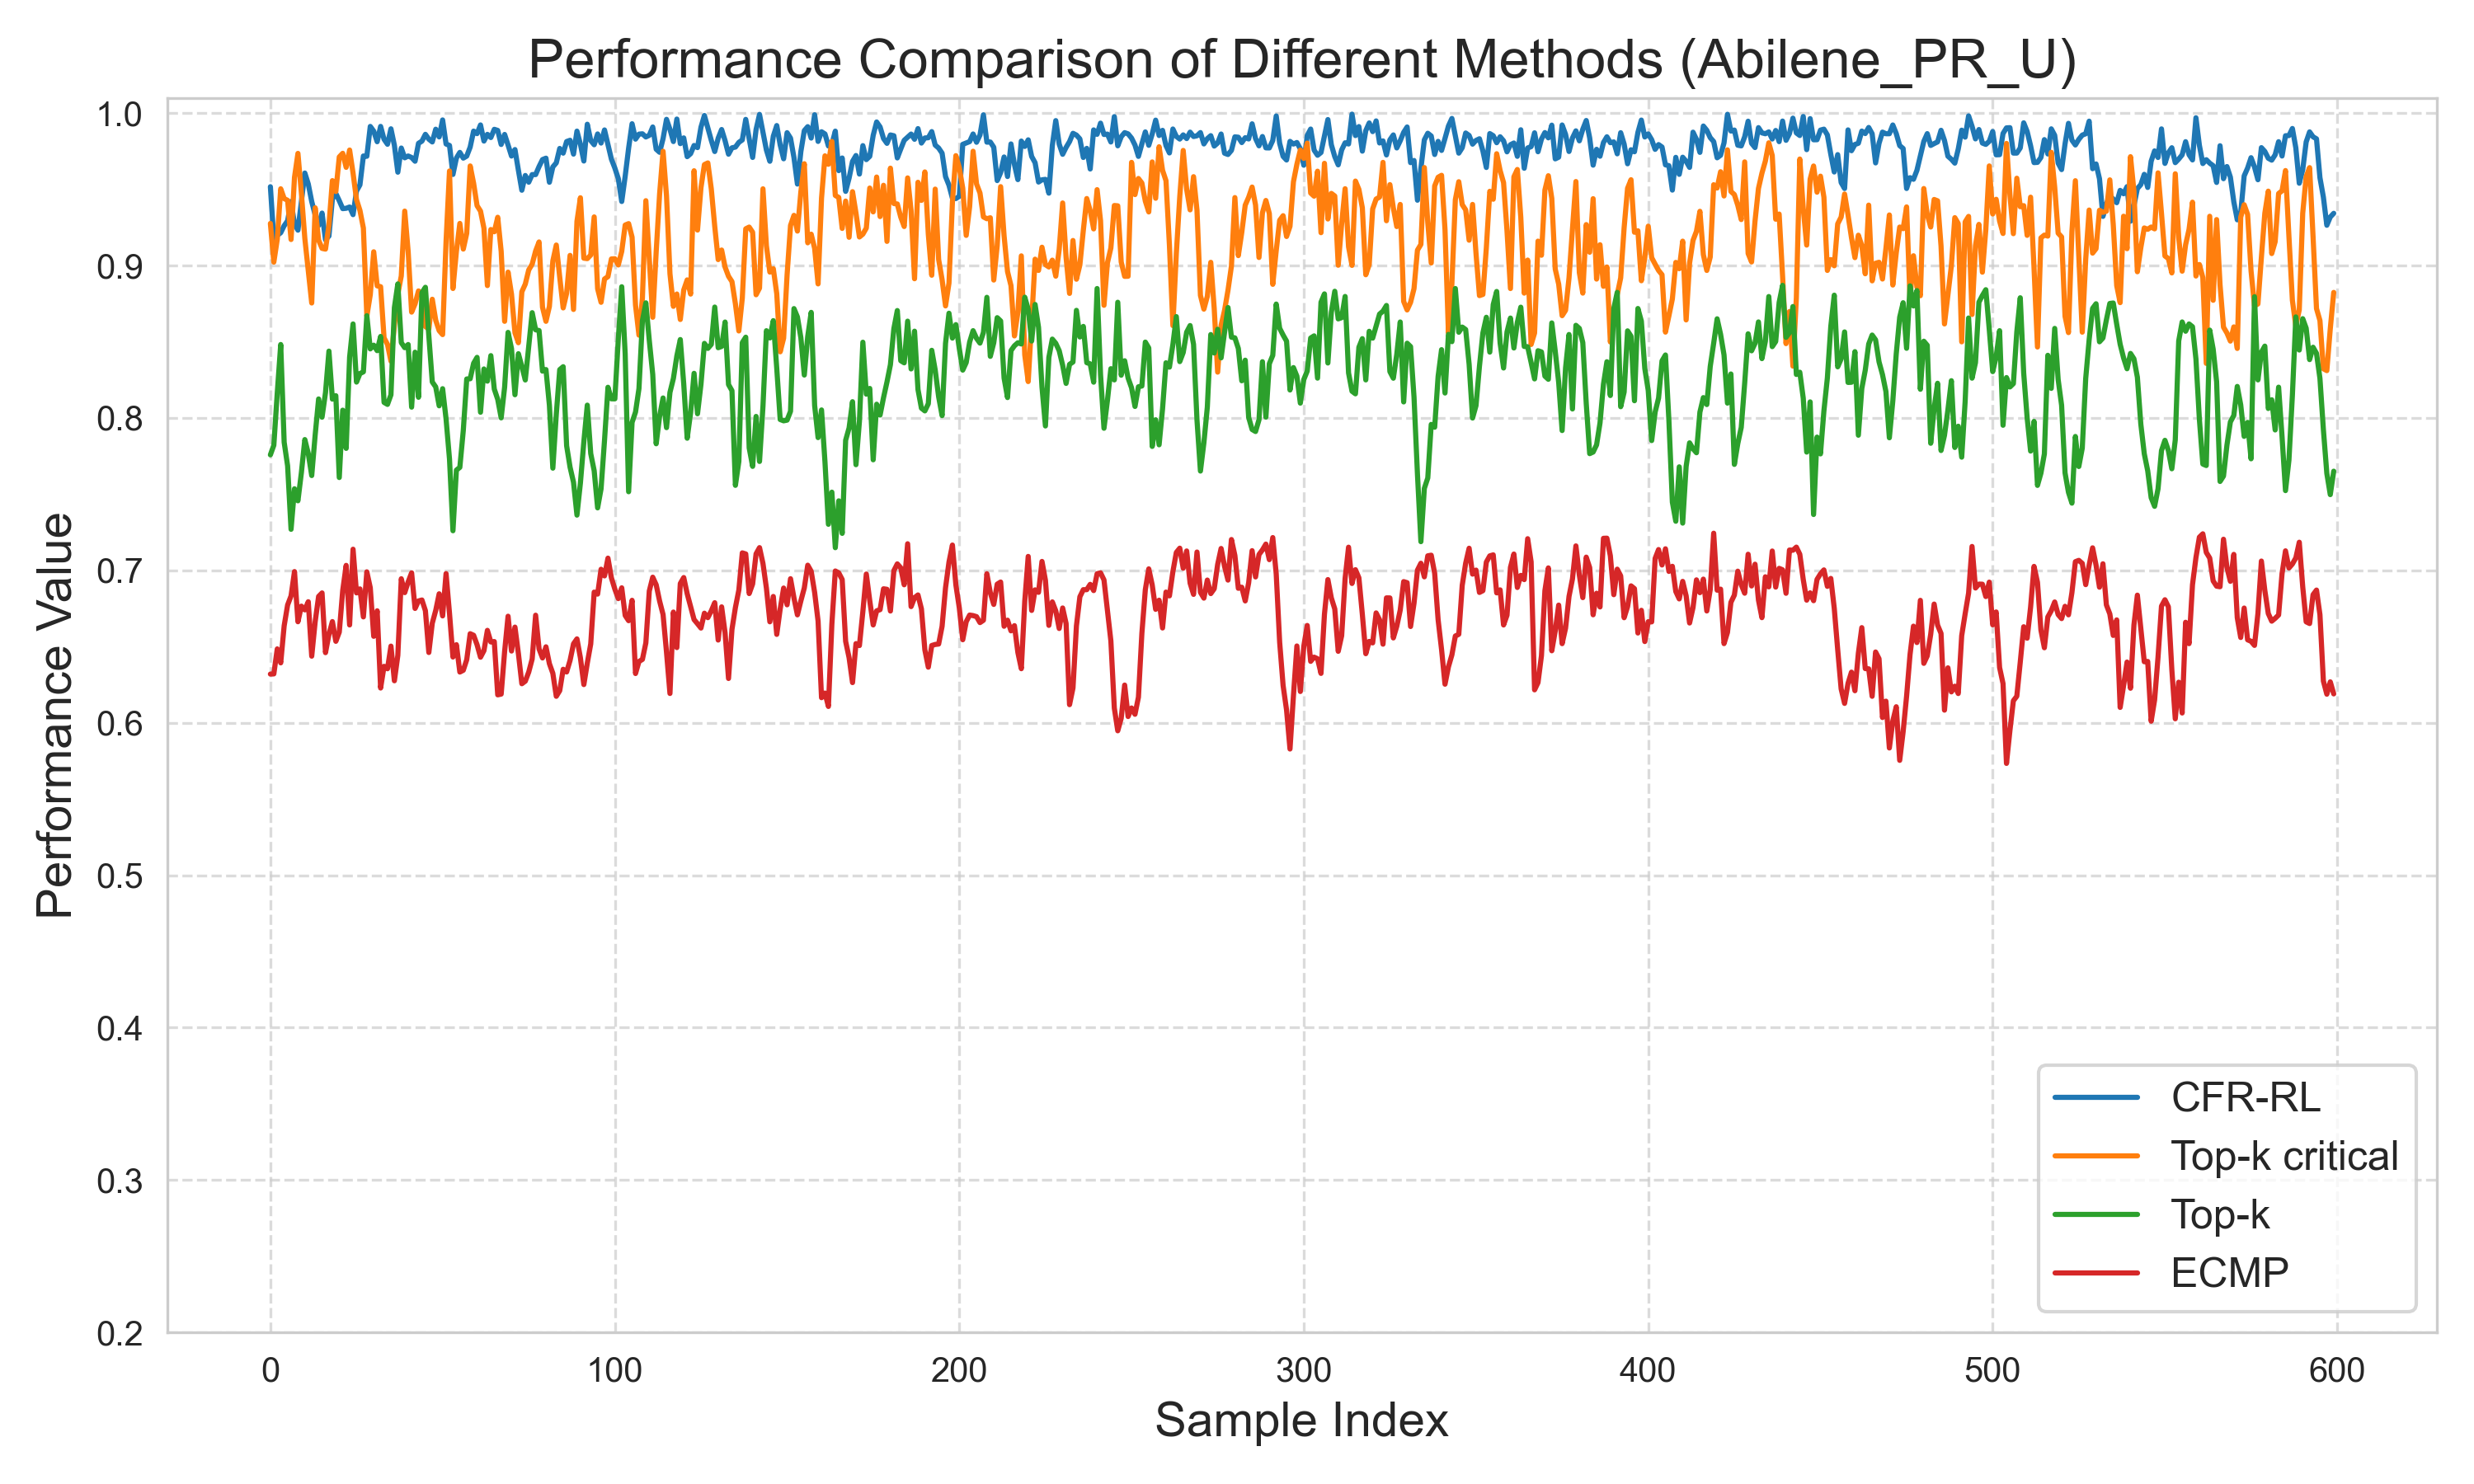 Performance Comparison of Different Methods (Abilene_PR_U)
Performance Value
1.0
0.9
0.8
0.7
0.6
0.5
0.4
0.3
0.2
0 100 200 300 400 500 600
Sample Index
CFR-RL
Top-k critical
Top-k
ECMP